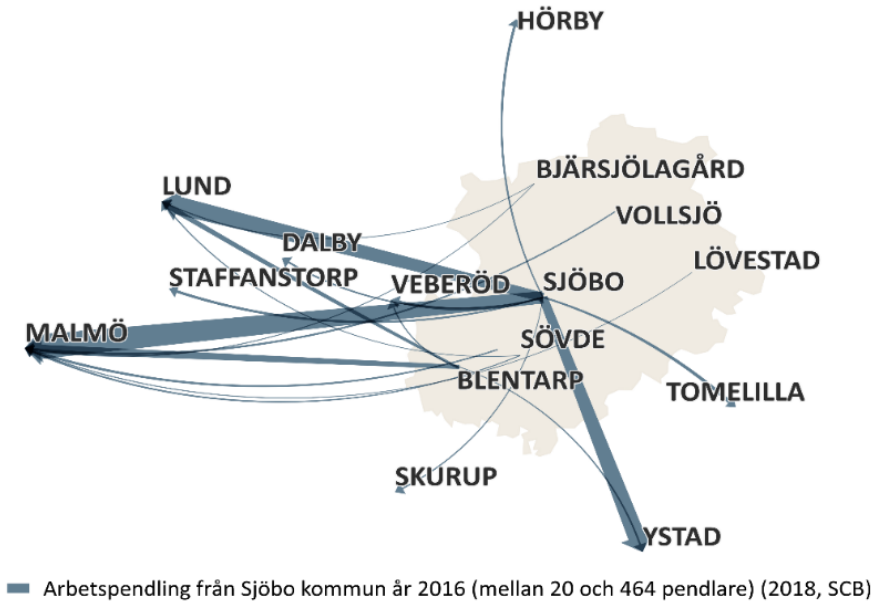 HÖRBY
BJÄRSJÖLAGÅRD
LUND
VOLLSJÖ
DALBY
LÖVESTAD
STAFFANSTORP
VEBERÖD
SJÖBO
MALMÖ
SÖVDE
BLENTARP
TOMELILLA
SKURUP
YSTAD
Arbetspendling från Sjöbo kommun år 2016 (mellan 20 och 464 pendlare) (2018, SCB)